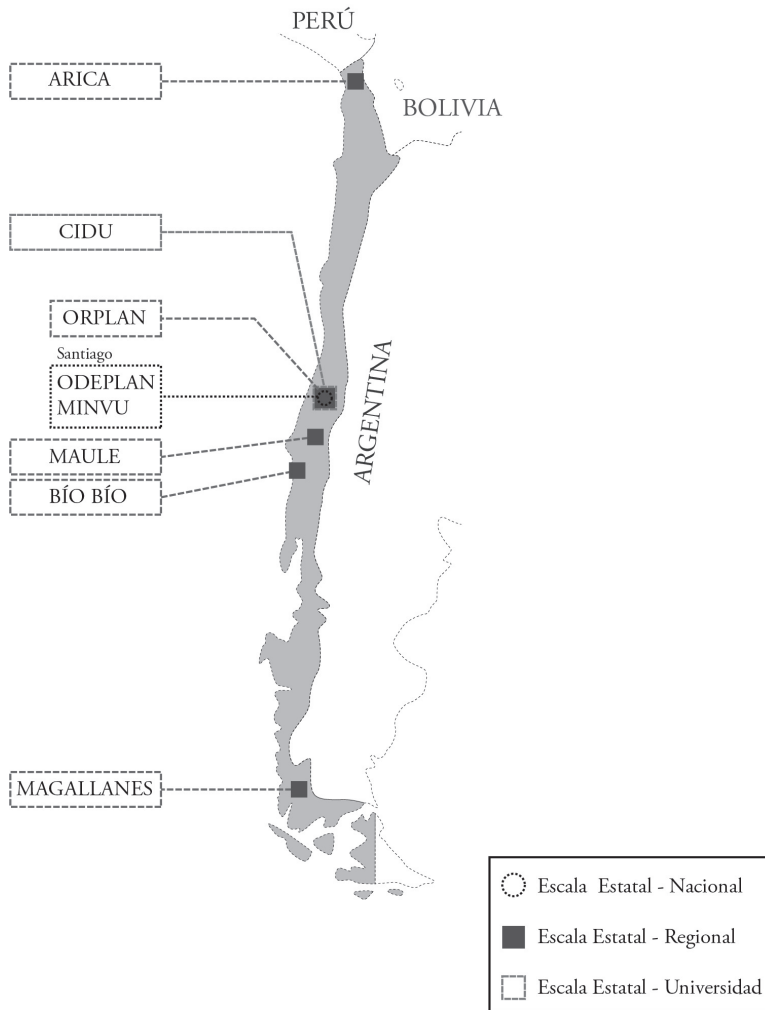 PERÚ
ARICA
BOLIVIA
CIDU
ORPLAN
Santiago
ODEPLAN
MINVU
ARGENTINA
MAULE
BÍO BÍO
MAGALLANES
Escala Estatal - Nacional
Escala Estatal - Regional
Escala Estatal - Universidad